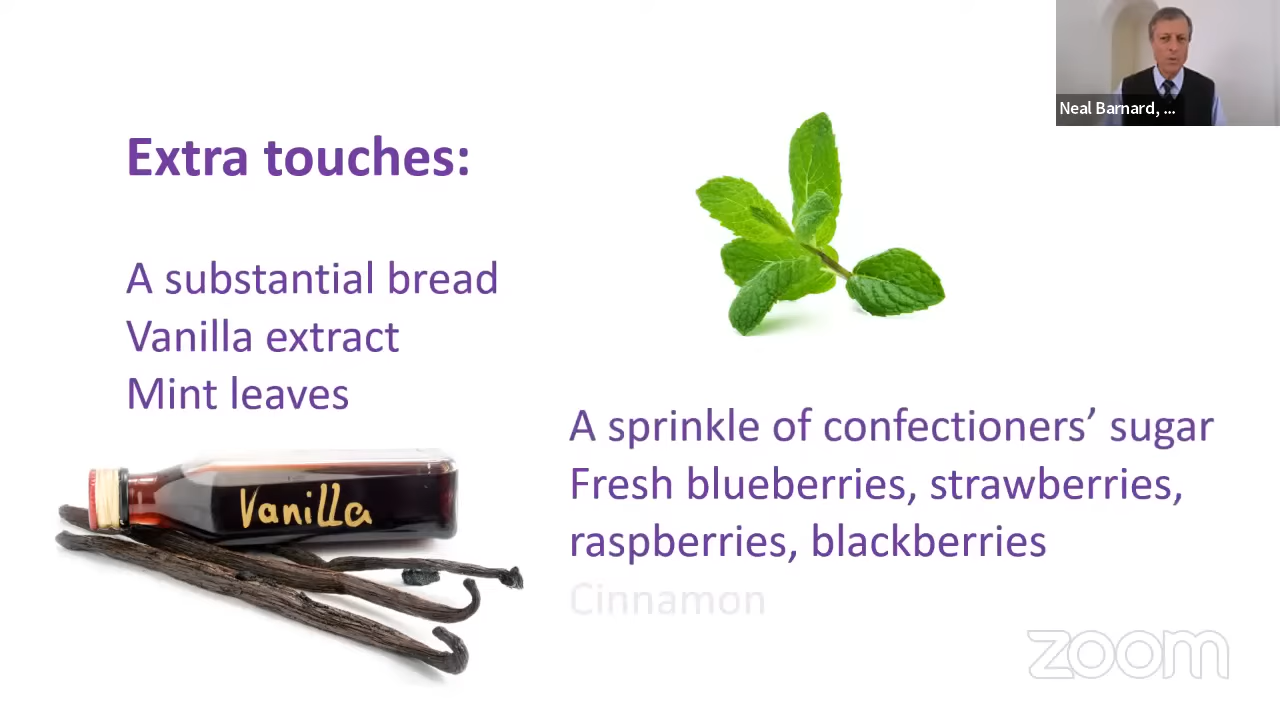 Neal Barnard, ...
Extra touches:
A substantial bread
Vanilla extract
Mint leaves
Vanilla
A sprinkle of confectioners’ sugar
Fresh blueberries, strawberries,
raspberries, blackberries
Cinnamon
zoom